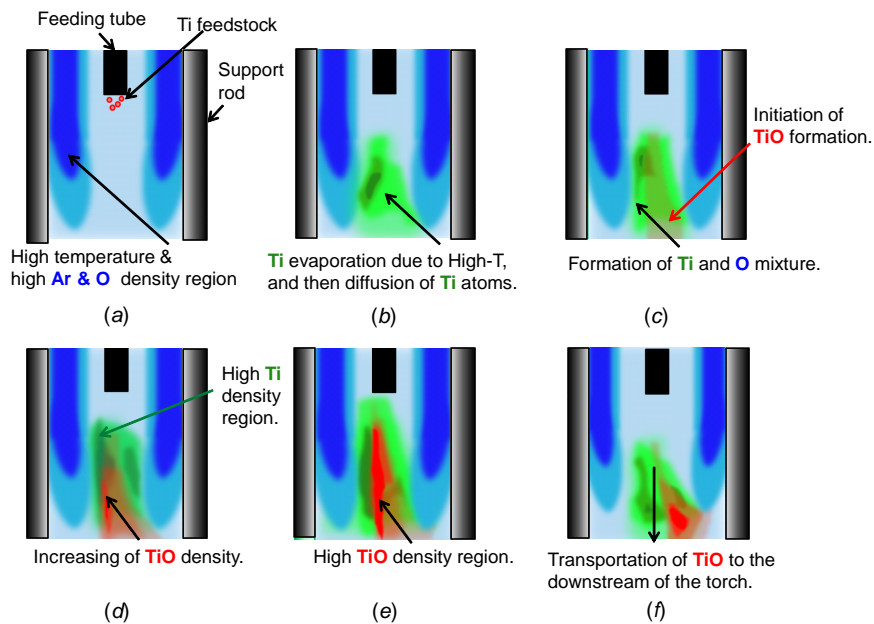 Feeding tube
Ti feedstock
Support
rod
High temperature &
high Ar & O density region
(a)
Ti evaporation due to High-T,
and then diffusion of Ti atoms.
(b)
Initiation of
TiO formation.
Formation of Ti and O mixture.
(c)
High Ti
density
region.
Increasing of TiO density.
(d)
High TiO density region.
(e)
Transportation of TiO to the
downstream of the torch.
(f)